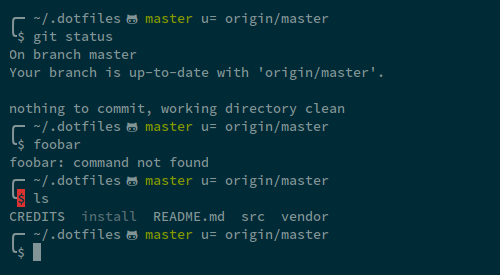 ~/.dotfiles master u= origin/master
$ git status
On branch master
Your branch is up-to-date with 'origin/master'.
nothing to commit, working directory clean
~/.dotfiles master u= origin/master
$ foobar
foobar: command not found
~/.dotfiles master u= origin/master
$ ls
CREDITS install README.md src vendor
~/.dotfiles master u= origin/master
$